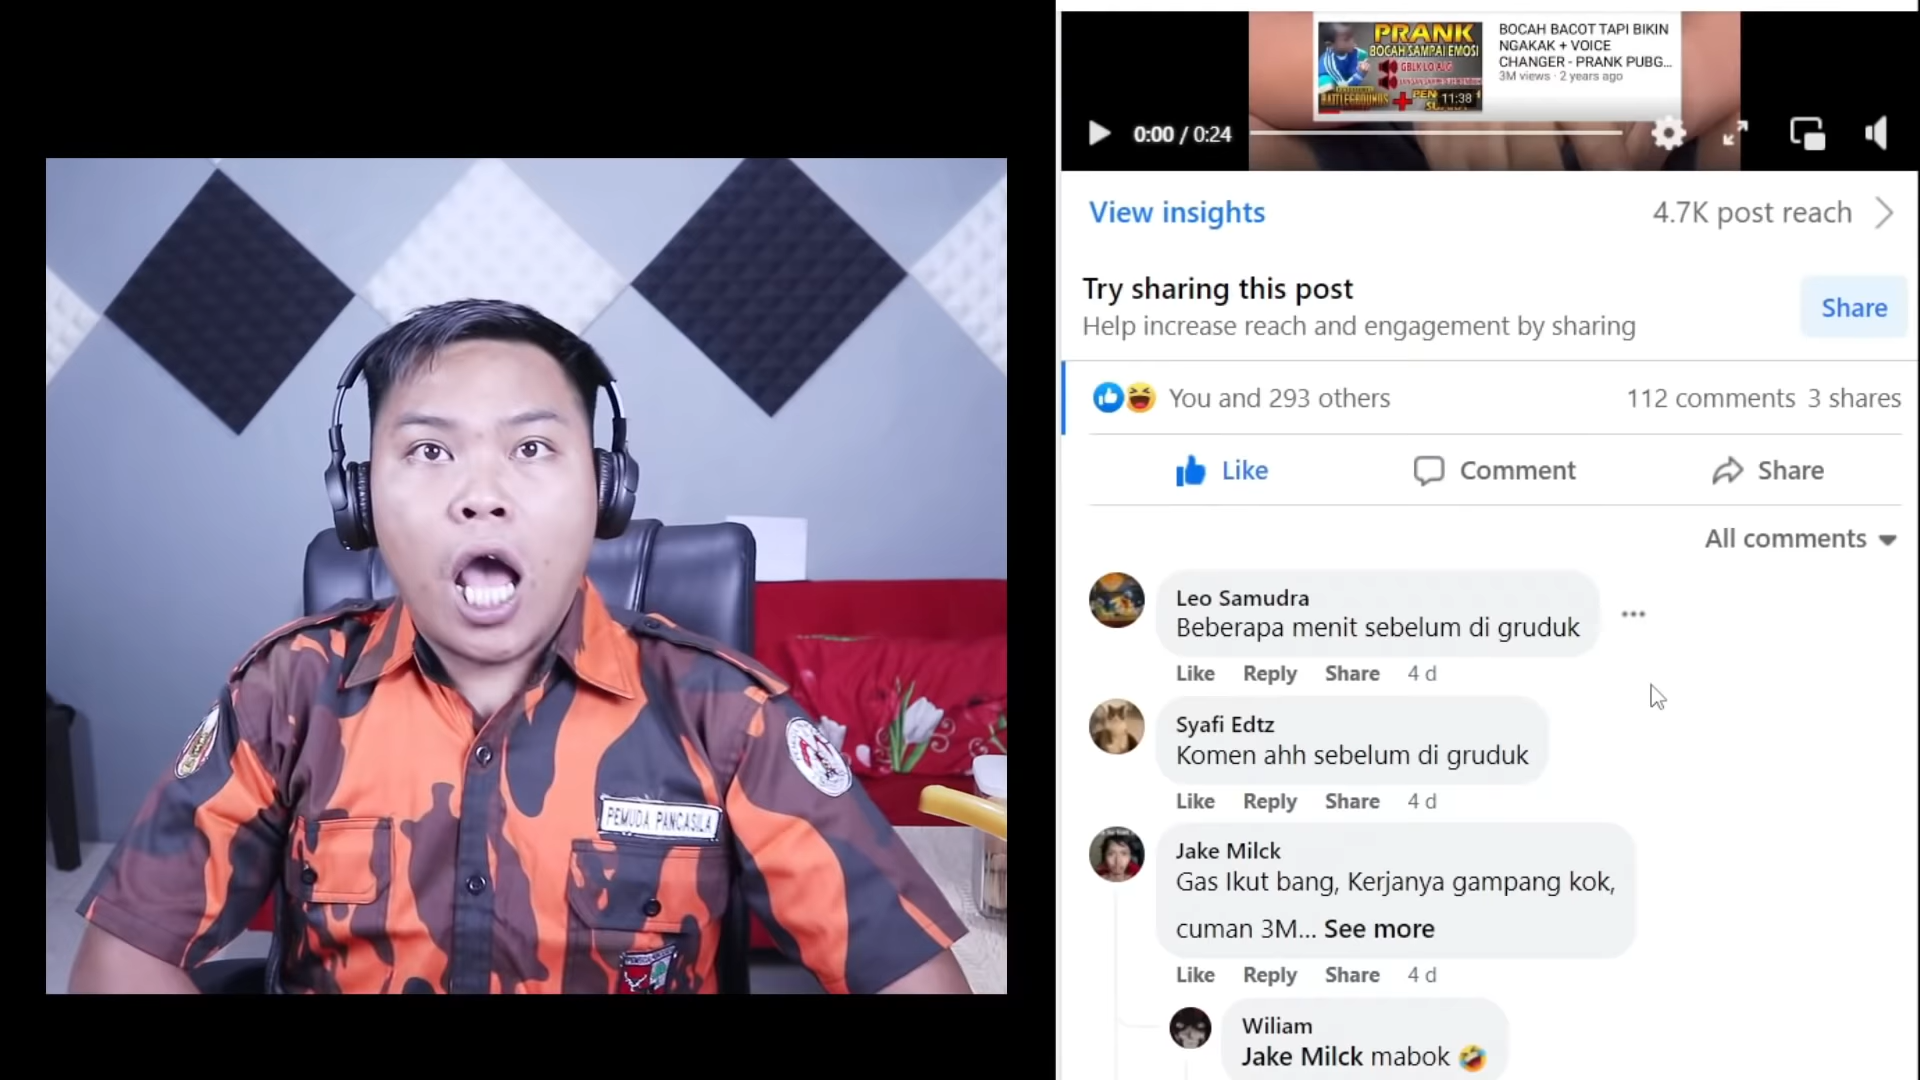 PRANK
BOCAH SAMPAI EMOSI
GBLK LO ALG
BATTLEGROUNDS
11:38
BOCAH BACOT TAPI BIKIN
NGAKAK + VOICE
CHANGER - PRANK PUBG...
3M views · 2 years ago
0:00 / 0:24
View insights
4.7K post reach
Try sharing this post
Help increase reach and engagement by sharing
Share
You and 293 others
112 comments 3 shares
Like
Comment
Share
All comments
Leo Samudra
Beberapa menit sebelum di gruduk
Like Reply Share 4 d
Syafi Edtz
Komen ahh sebelum di gruduk
Like Reply Share 4 d
Jake Milck
Gas Ikut bang, Kerjanya gampang kok,
cuman 3M... See more
Like Reply Share 4 d
Wiliam
Jake Milck mabok 🤣
PEMUDA PANCASILA